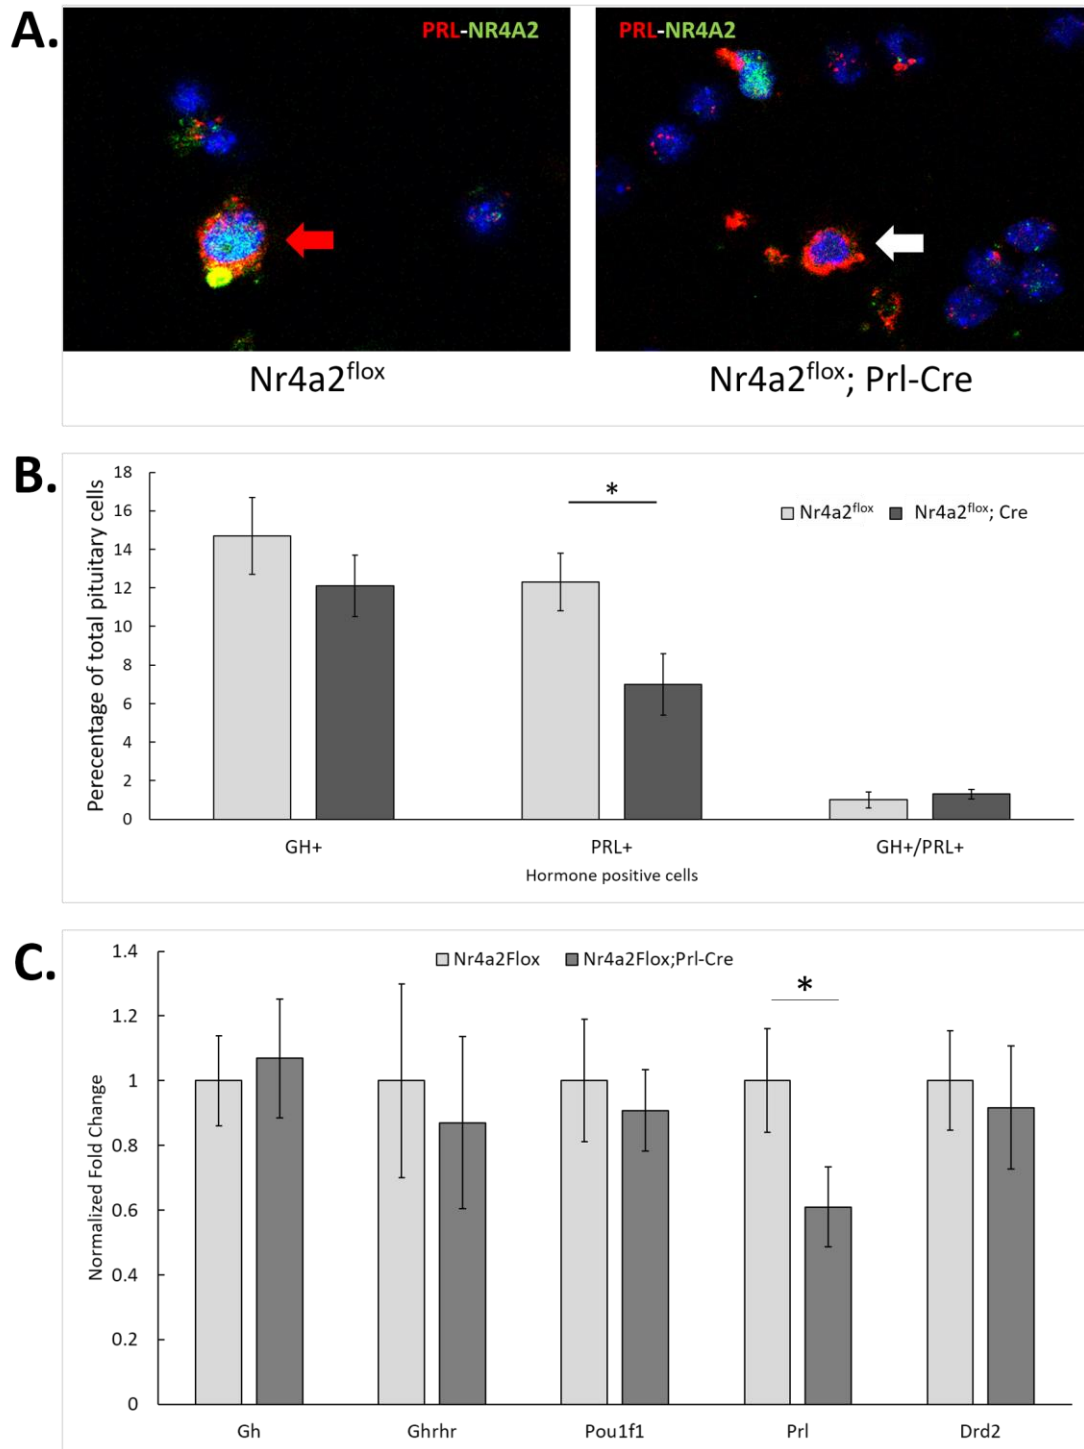 A.
PRL-NR4A2
PRL-NR4A2
Nr4a2flox
Nr4a2flox; Prl-Cre
B.
Perecentage of total pituitary cells
18
16
14
12
10
8
6
4
2
0
*
Nr4a2flox
Nr4a2flox; Cre
GH+
PRL+
GH+/PRL+
Hormone positive cells
C.
Normalized Fold Change
1.4
1.2
1
0.8
0.6
0.4
0.2
0
Nr4a2Flox
Nr4a2Flox;Prl-Cre
*
Gh
Ghrhr
Pou1f1
Prl
Drd2